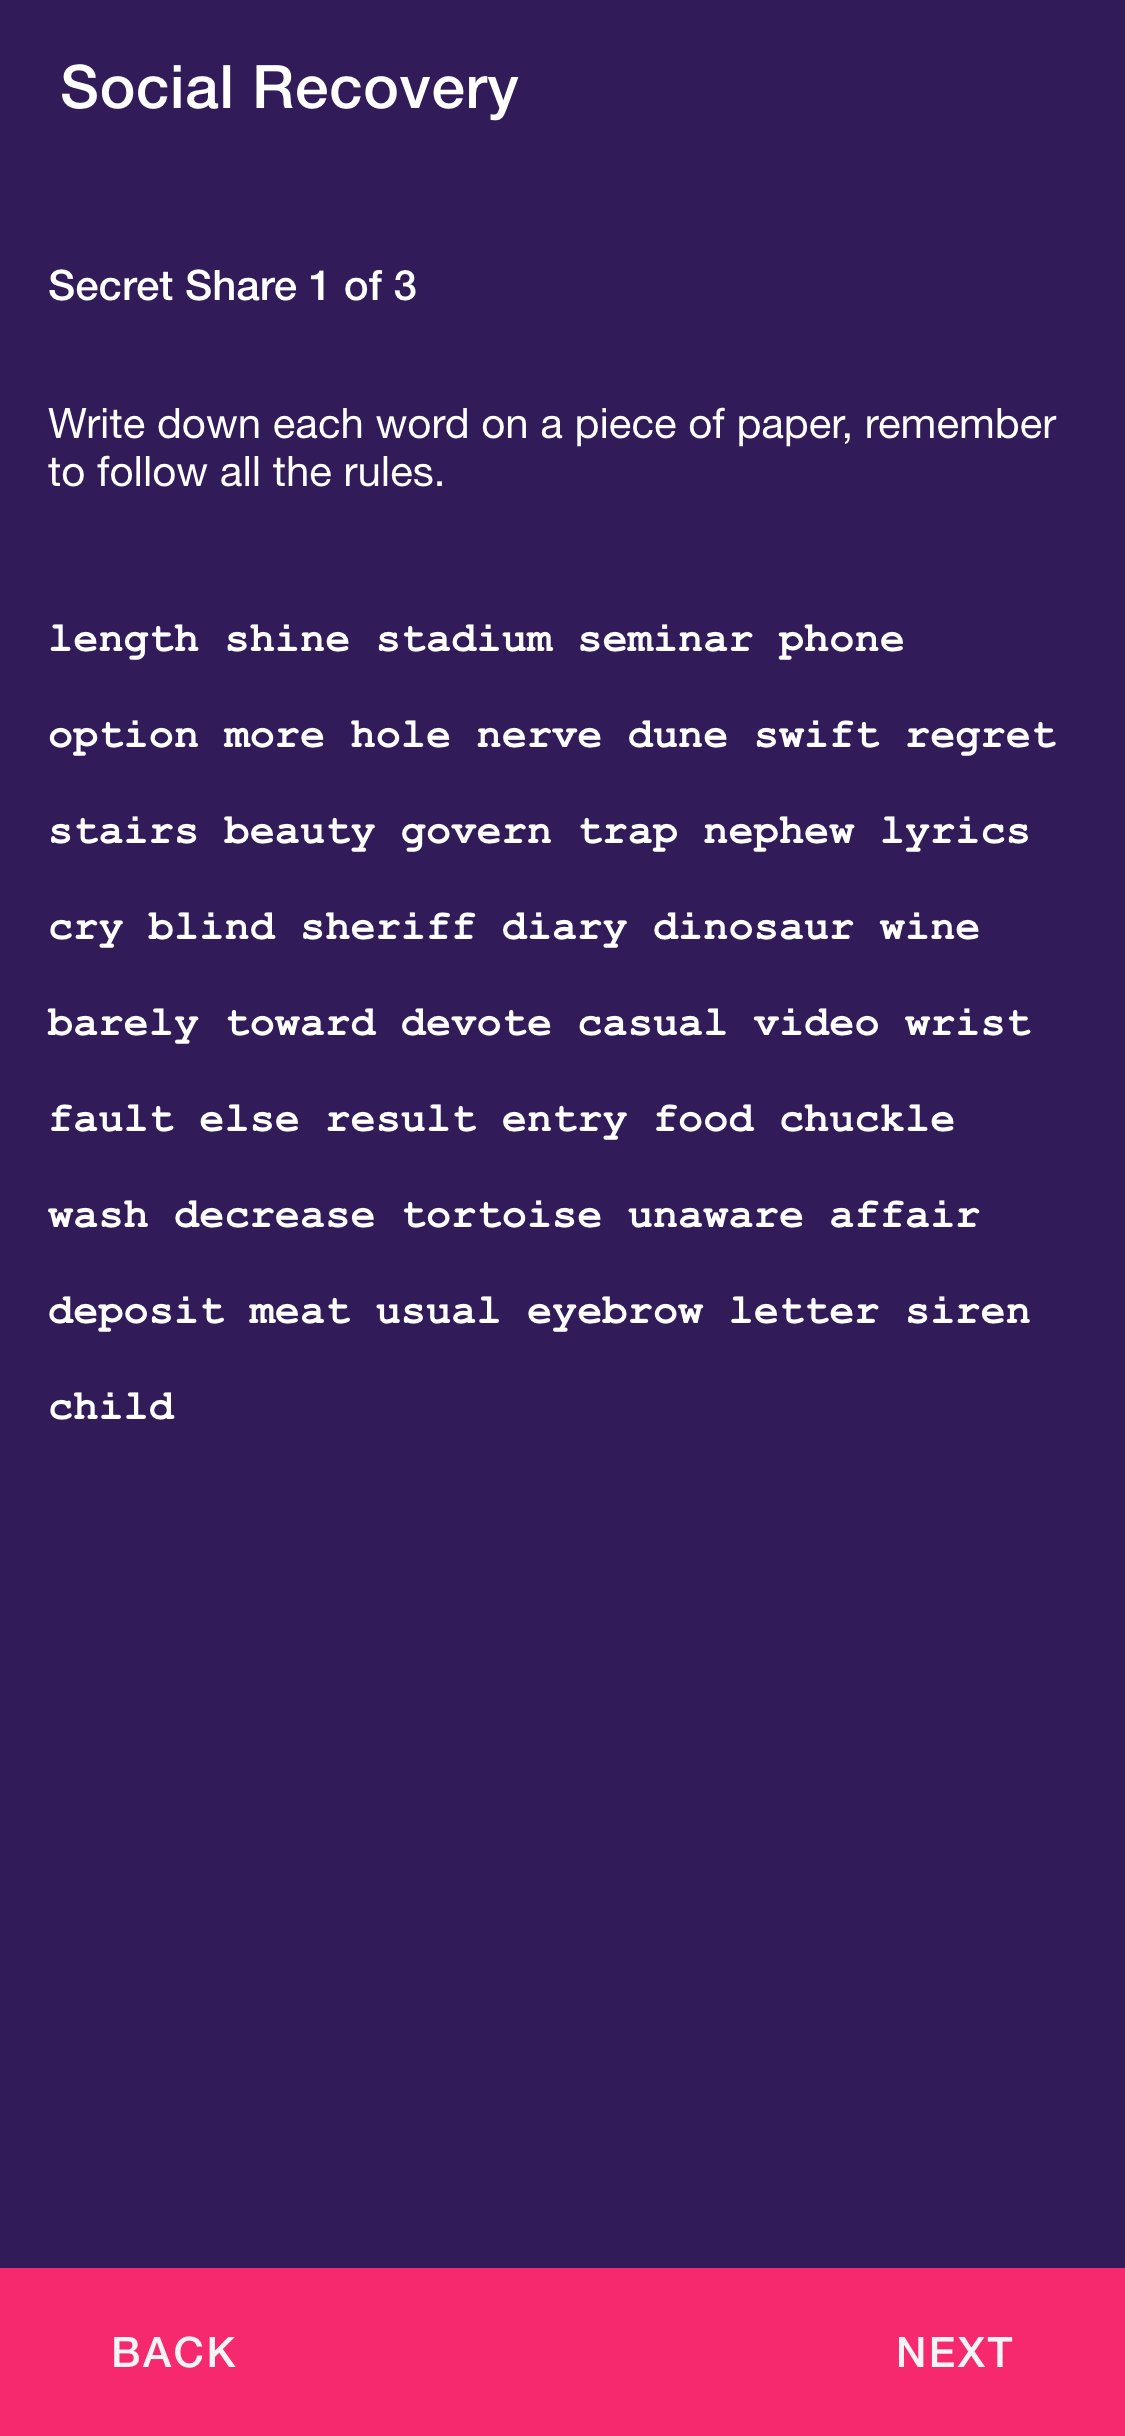 Social Recovery
Secret Share 1 of 3
Write down each word on a piece of paper, remember
to follow all the rules.
length shine stadium seminar phone
option more hole nerve dune swift regret
stairs beauty govern trap nephew lyrics
cry blind sheriff diary dinosaur wine
barely toward devote casual video wrist
fault else result entry food chuckle
wash decrease tortoise unaware affair
deposit meat usual eyebrow letter siren
child
BACK NEXT